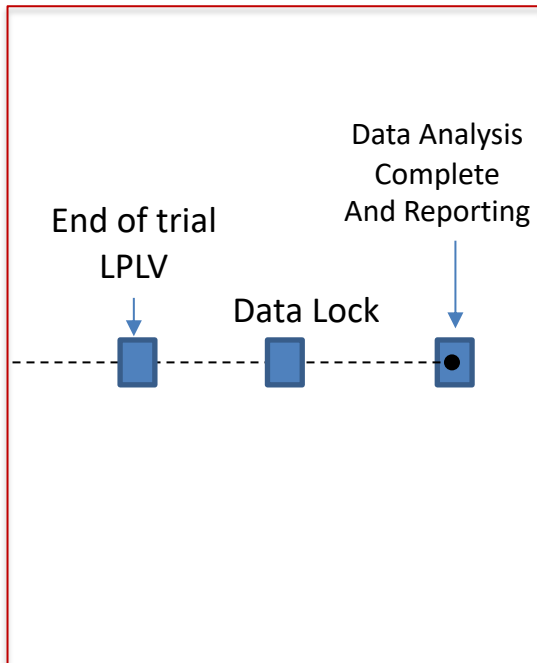 End of trial
LPLV
Data Lock
Data Analysis
Complete
And Reporting